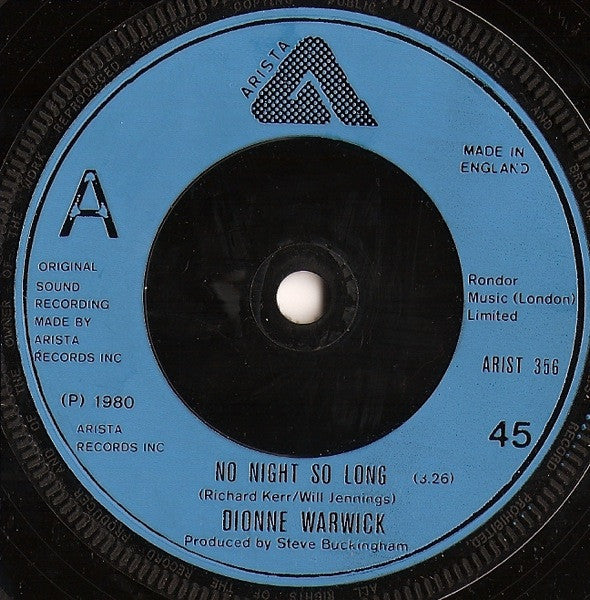 ARISTA
MADE IN
ENGLAND
A
ORIGINAL
SOUND
RECORDING
MADE BY
ARISTA
RECORDS INC
Rondor
Music (London)
Limited
ARIST 356
(P) 1980
ARISTA
RECORDS INC
45
NO NIGHT SO LONG (3.26)
(Richard Kerr/Will Jennings)
DIONNE WARWICK
Produced by Steve Buckingham